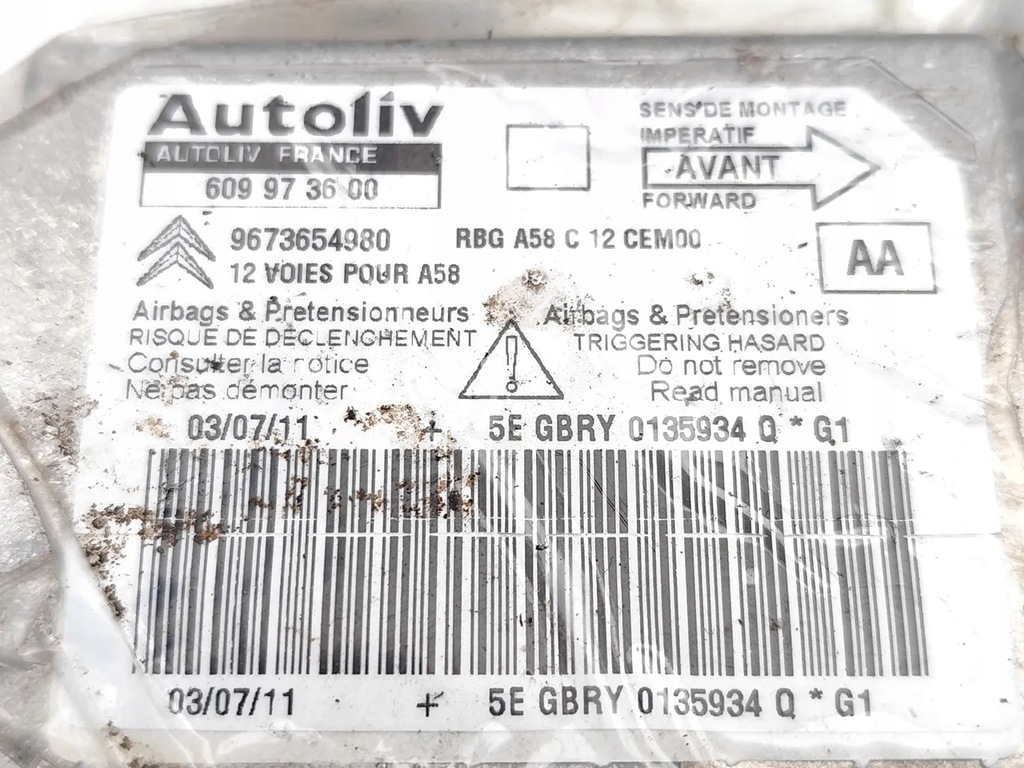 Autoliv
AUTOLIV FRANCE
609 97 36 00
SENS DE MONTAGE
IMPERATIF
AVANT
FORWARD
9673654980 RBG A58 C 12 CEM00
12 VOIES POUR A58
AA
Airbags & Pretensionneurs
RISQUE DE DECLENCHEMENT
Consulter la notice
Ne pas démonter
!
Airbags & Pretensioners
TRIGGERING HASARD
Do not remove
Read manual
03/07/11 + 5E GBRY 0135934 Q * G1
03/07/11 + 5E GBRY 0135934 Q * G1